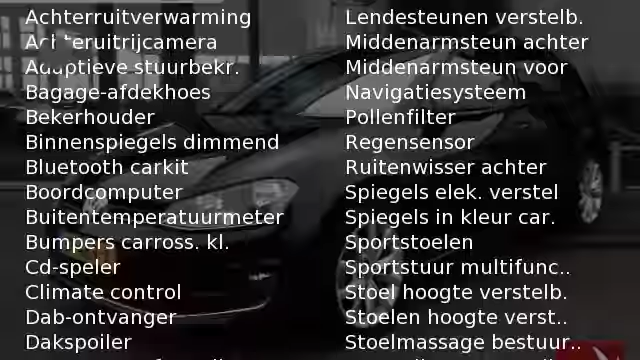 Achterruitverwarming
Achteruitrijcamera
Adaptieve stuurbekr.
Bagage-afdekhoes
Bekerhouder
Binnenspiegels dimmend
Bluetooth carkit
Boordcomputer
Buitentemperatuurmeter
Bumpers carross. kl.
Cd-speler
Climate control
Dab-ontvanger
Dakspoiler
Lendesteunen verstelb.
Middenarmsteun achter
Middenarmsteun voor
Navigatiesysteem
Pollenfilter
Regensensor
Ruitenwisser achter
Spiegels elek. verstel
Spiegels in kleur car.
Sportstoelen
Sportstuur multifunc..
Stoel hoogte verstelb.
Stoelen hoogte verst..
Stoelmassage bestuur..